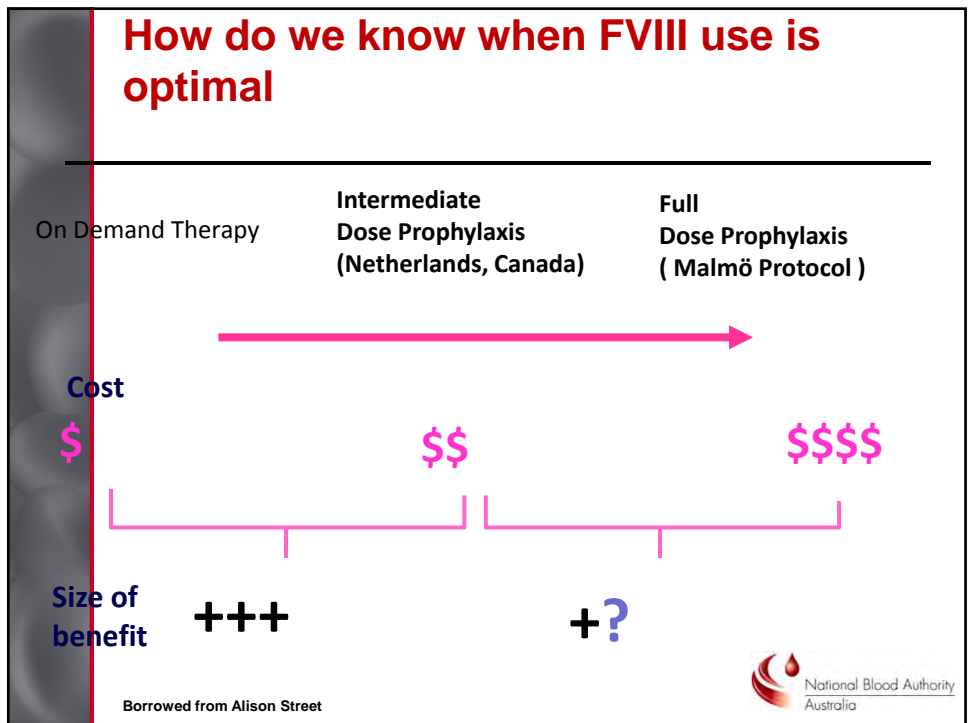 How do we know when FVIII use is
optimal
On Demand Therapy
Intermediate
Dose Prophylaxis
(Netherlands, Canada)
Full
Dose Prophylaxis
( Malmö Protocol )
Cost
$
$$
$$$$
Size of
benefit
+++
+?
Borrowed from Alison Street
National Blood Authority
Australia